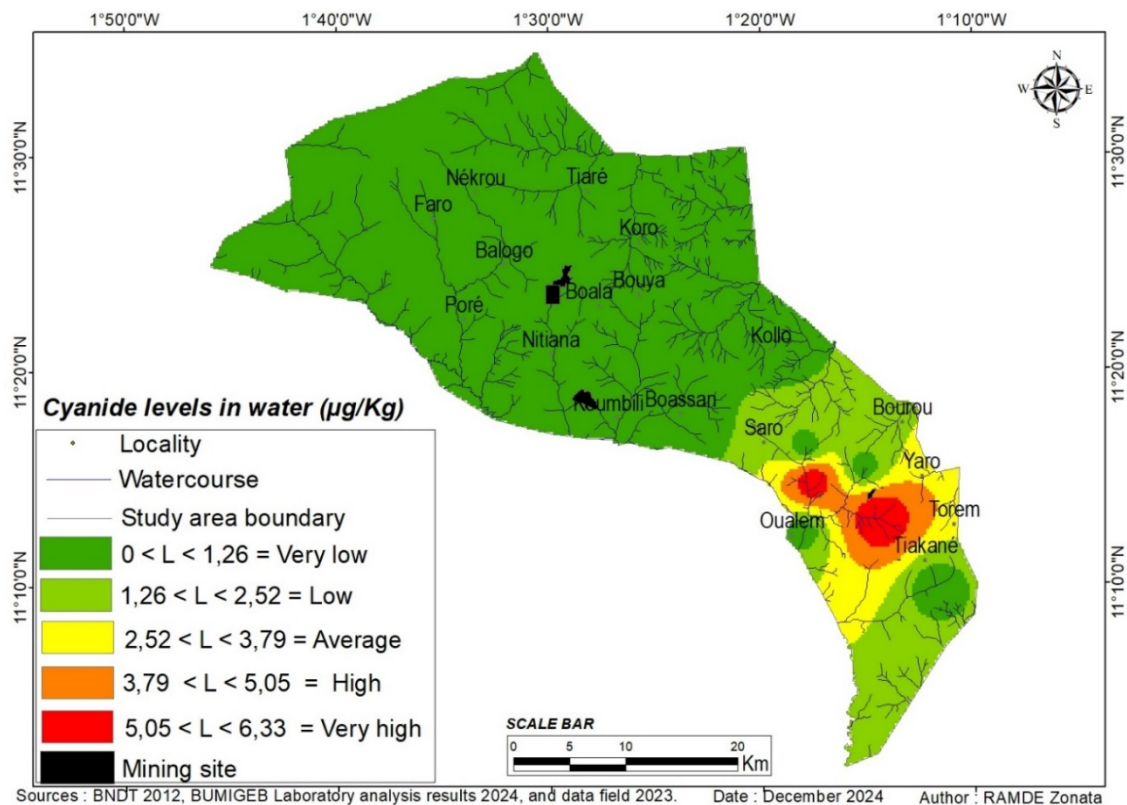 1°50'0"W 1°40'0"W 1°30'0"W 1°20'0"W 1°10'0"W
N
W E
S
11°30'0"N 11°30'0"N
Nékrou Tiaré
Faro
Koro
Balogo
Bouya
Boala
Poré
Nitiana Kollo
11°20'0"N 11°20'0"N
Koumbili Boassan
Bourou
Saro
Yaro
Torem
Oualem
Tiakané
11°10'0"N 11°10'0"N
Cyanide levels in water (µg/Kg)
Locality
Watercourse
Study area boundary
0 < L < 1,26 = Very low
1,26 < L < 2,52 = Low
2,52 < L < 3,79 = Average
3,79 < L < 5,05 = High
5,05 < L < 6,33 = Very high
Mining site
SCALE BAR
0 5 10 20
Km
Sources : BNDT 2012, BUMIGEB Laboratory analysis results 2024, and data field 2023. Date : December 2024 Author : RAMDE Zonata